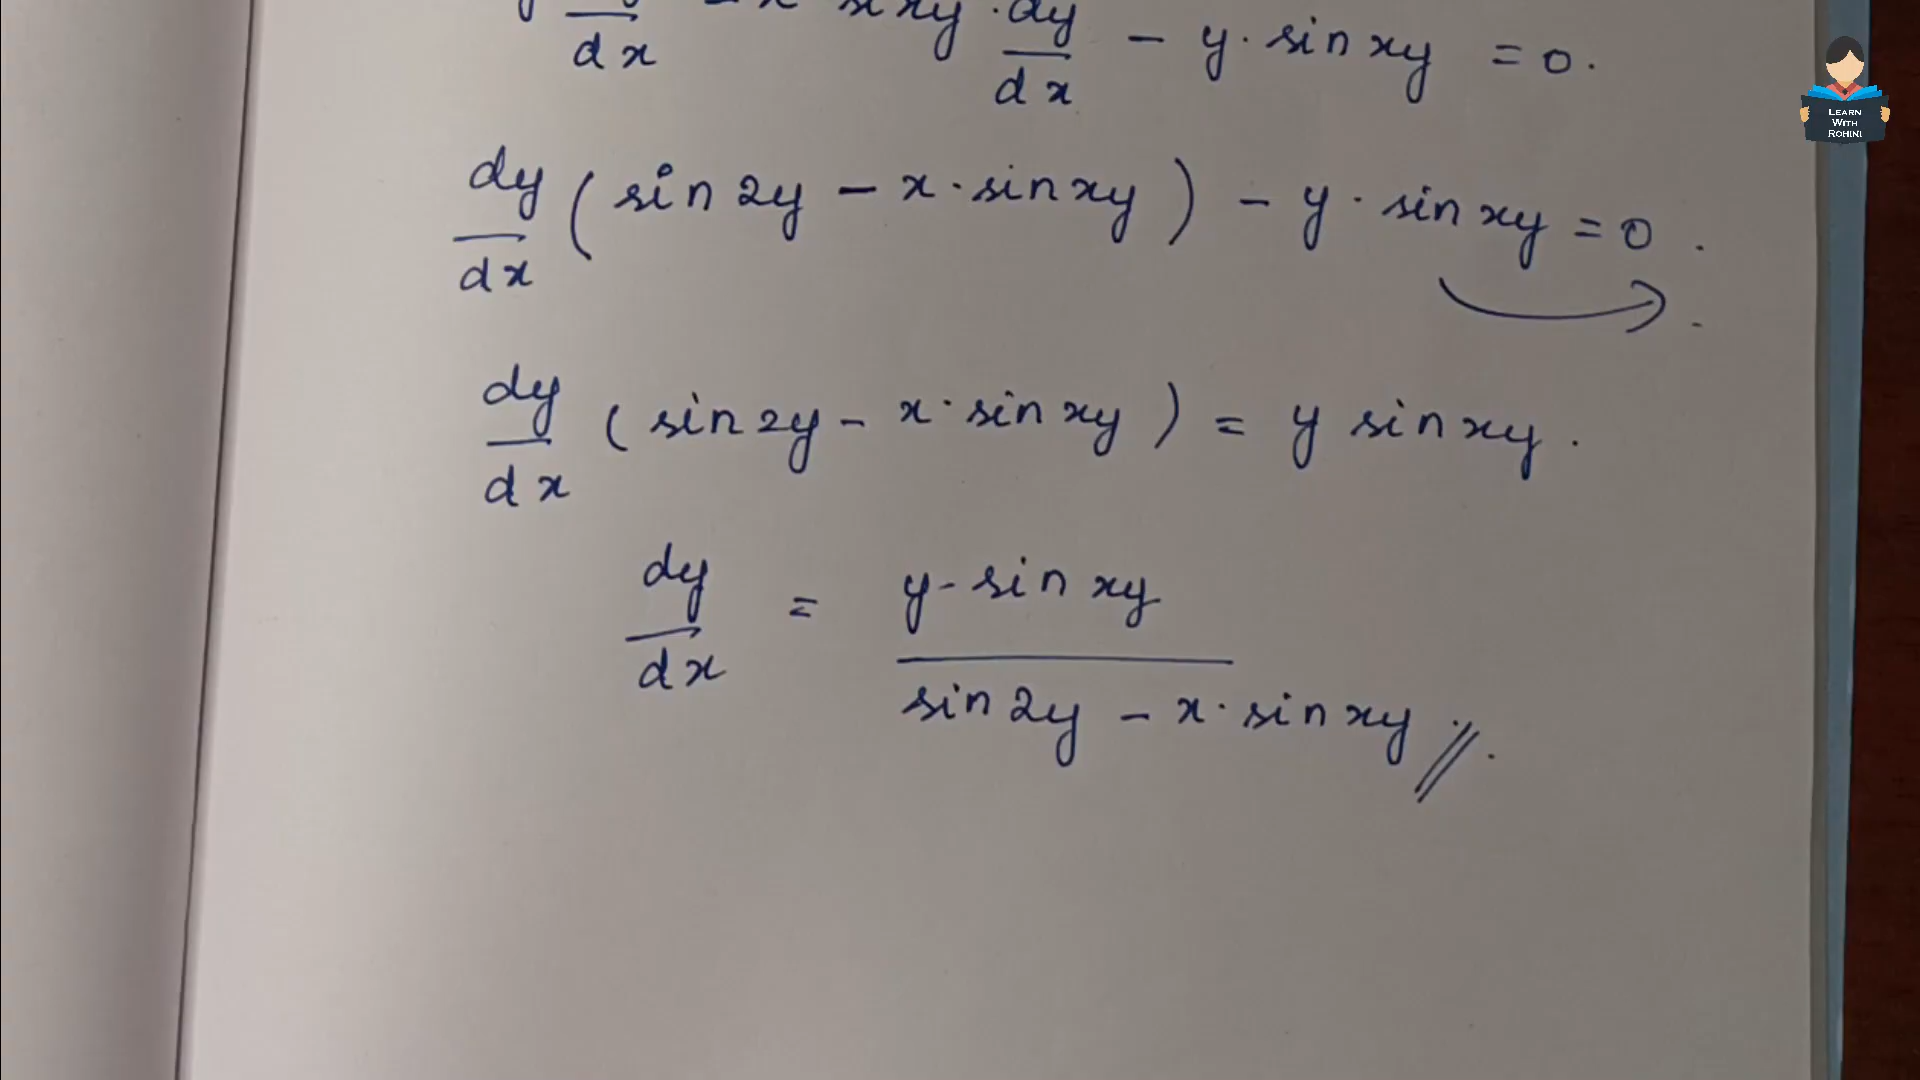 dy/dx - y · sin xy = 0.
dy/dx ( sin 2y - x · sin xy ) - y · sin xy = 0 .
dy/dx ( sin 2y - x · sin xy ) = y sin xy .
dy/dx = y · sin xy / sin 2y - x · sin xy //.
LEARN
WITH
ROHINI